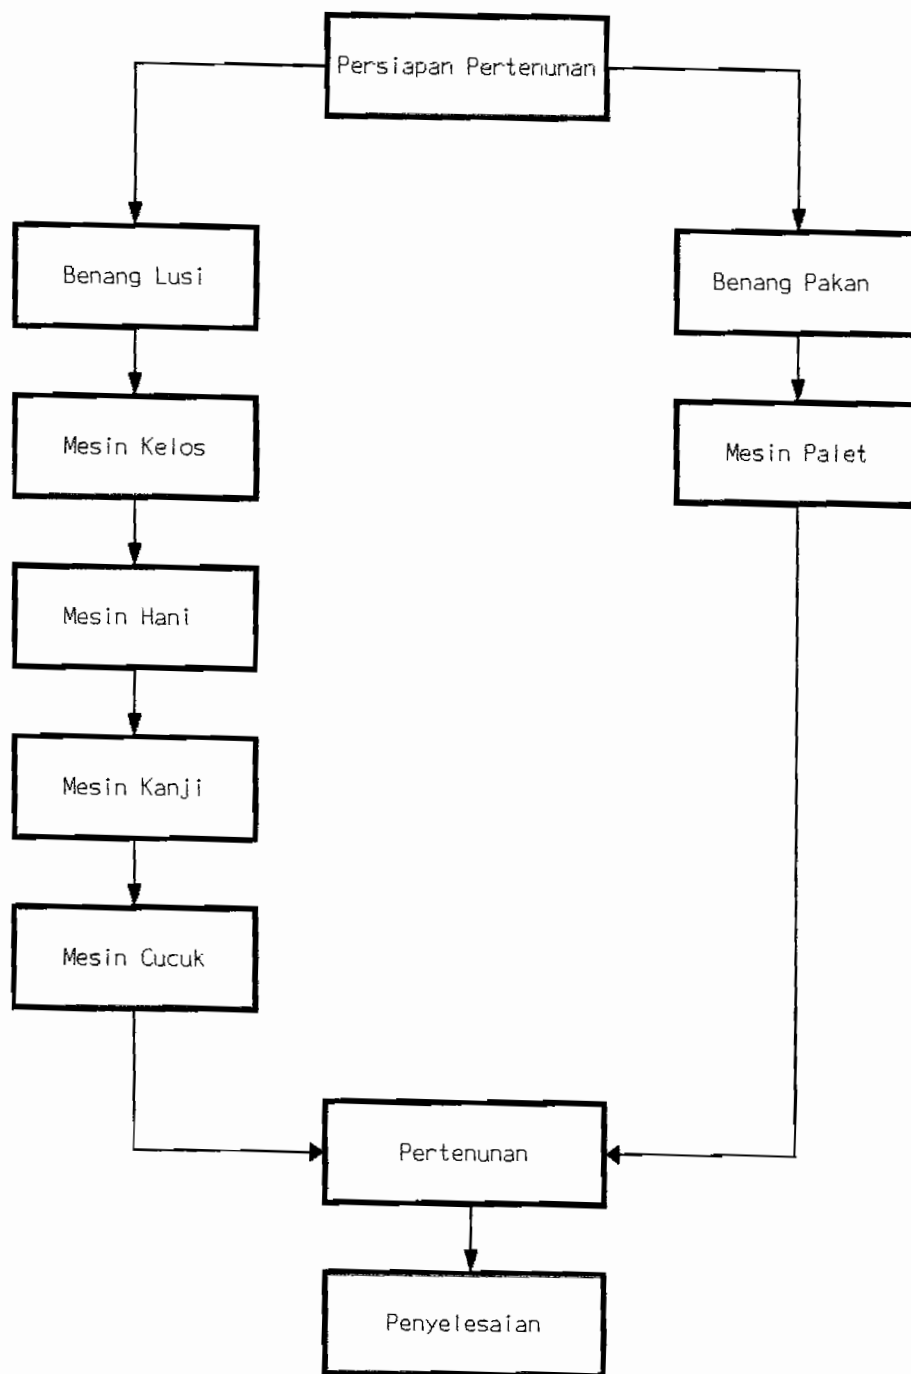 Persiapan Pertenunan
Benang Lusi
Benang Pakan
Mesin Kelos
Mesin Palet
Mesin Hani
Mesin Kanji
Mesin Cucuk
Pertenunan
Penyelesaian